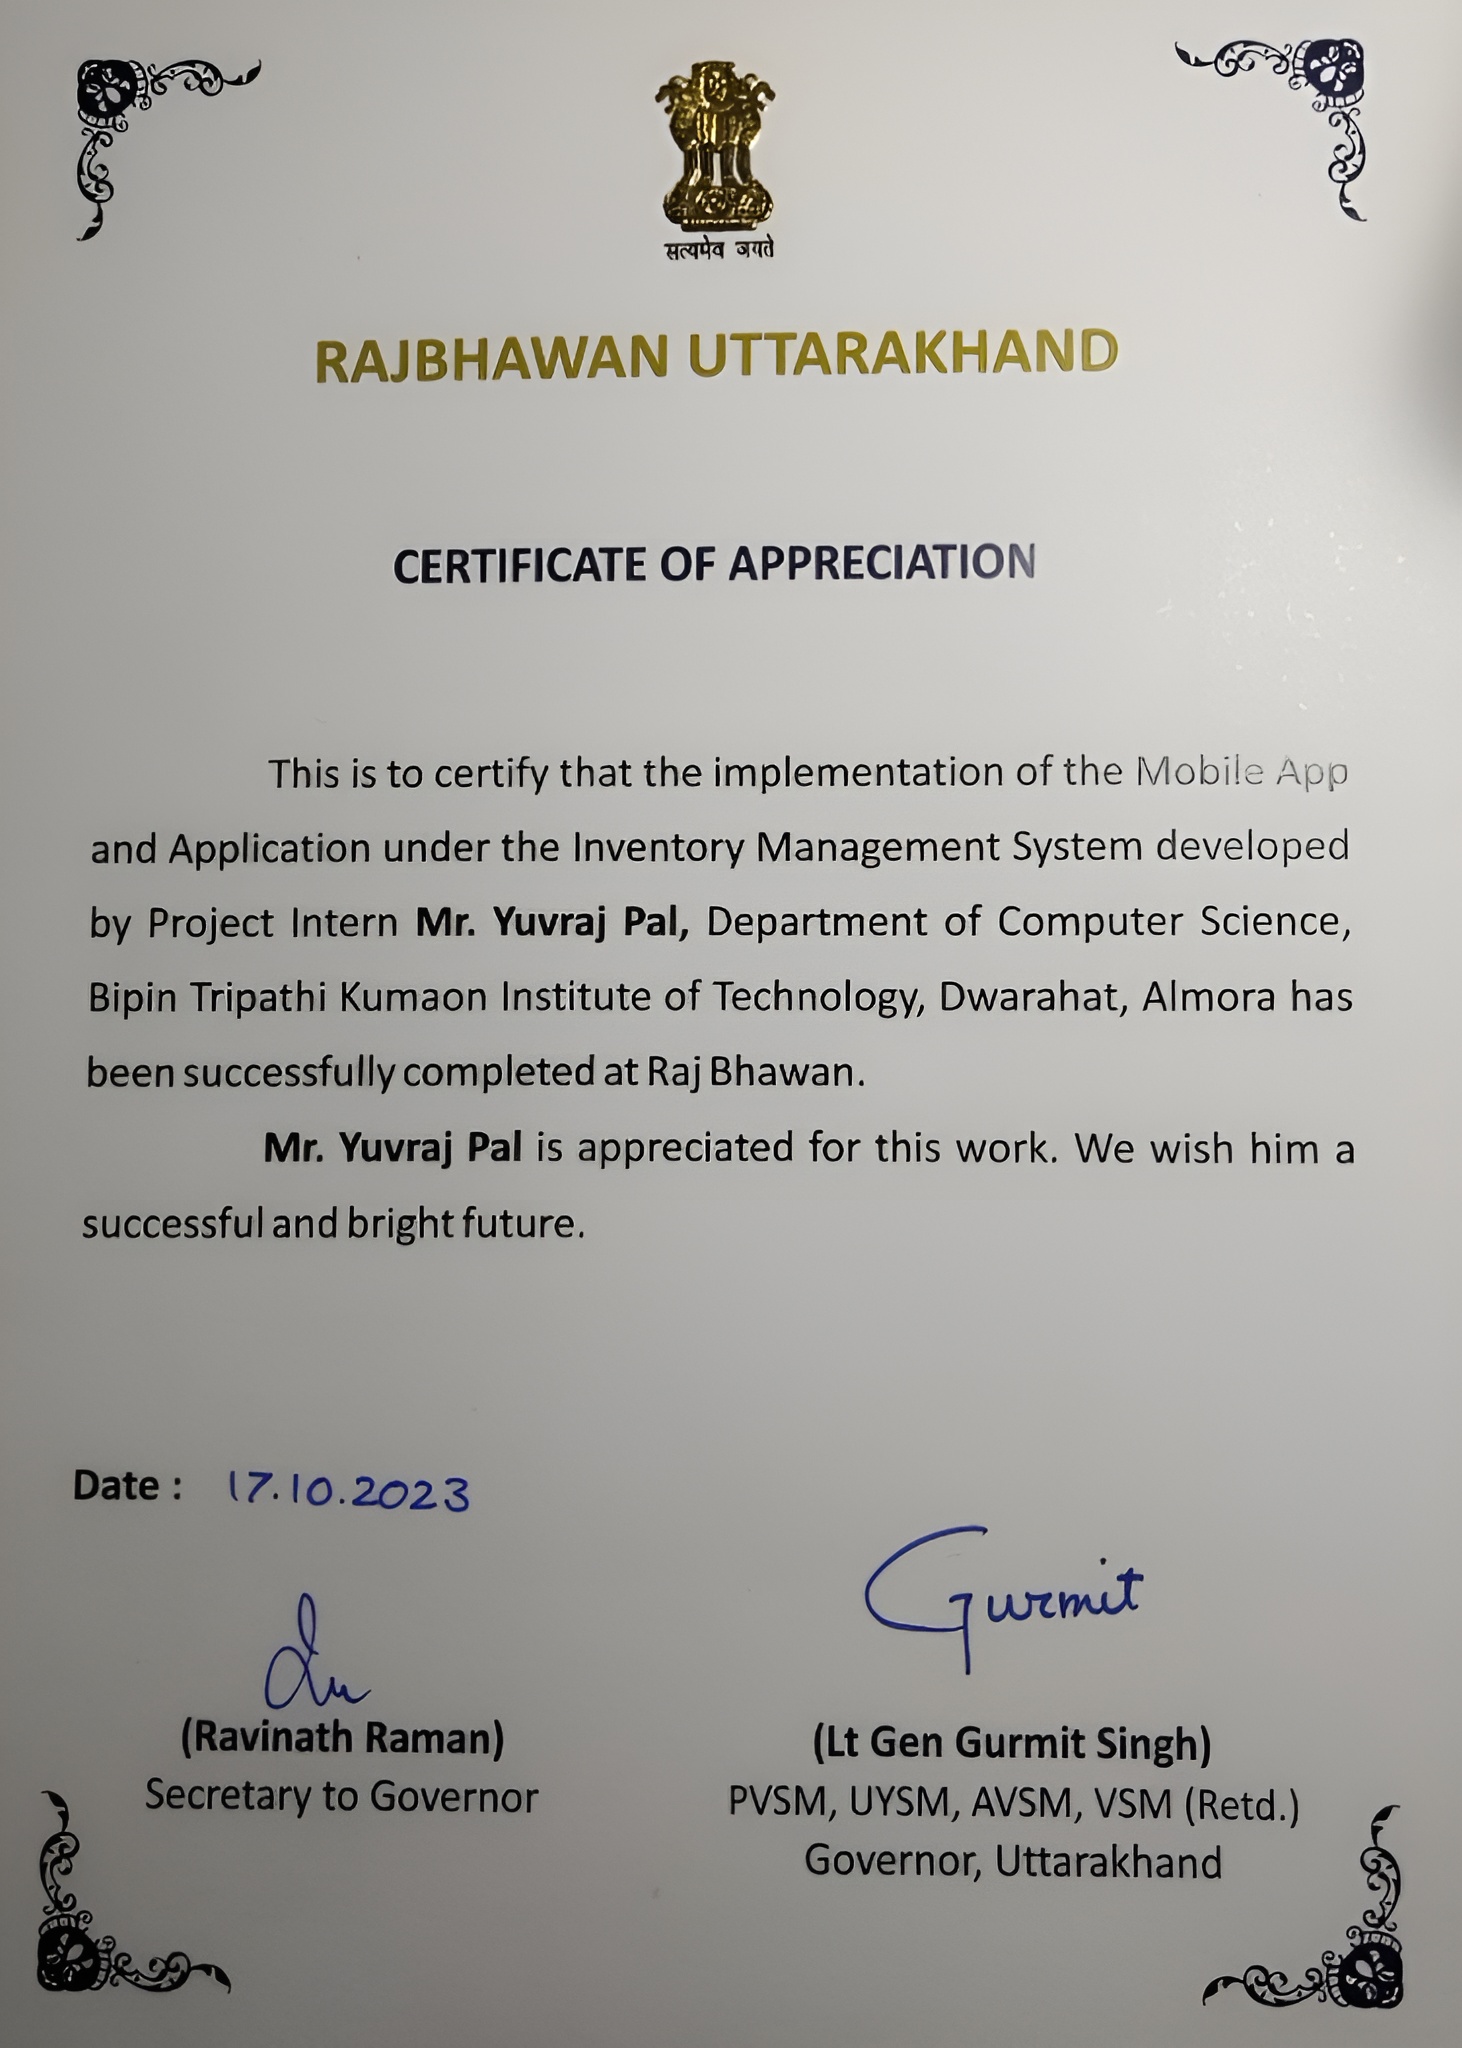 सत्यमेव जयते
RAJBHAWAN UTTARAKHAND
CERTIFICATE OF APPRECIATION
This is to certify that the implementation of the Mobile App
and Application under the Inventory Management System developed
by Project Intern Mr. Yuvraj Pal, Department of Computer Science,
Bipin Tripathi Kumaon Institute of Technology, Dwarahat, Almora has
been successfully completed at Raj Bhawan.
Mr. Yuvraj Pal is appreciated for this work. We wish him a
successful and bright future.
Date : 17.10.2023
Gurmit
(Ravinath Raman)
Secretary to Governor
(Lt Gen Gurmit Singh)
PVSM, UYSM, AVSM, VSM (Retd.)
Governor, Uttarakhand